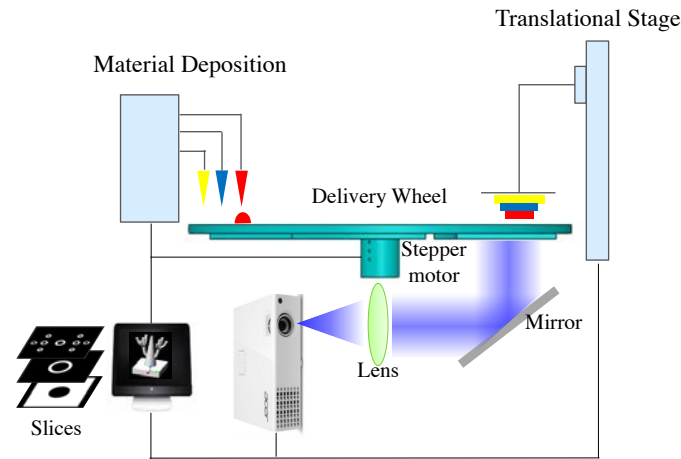 Translational Stage
Material Deposition
Delivery Wheel
Stepper
motor
Mirror
Lens
Slices